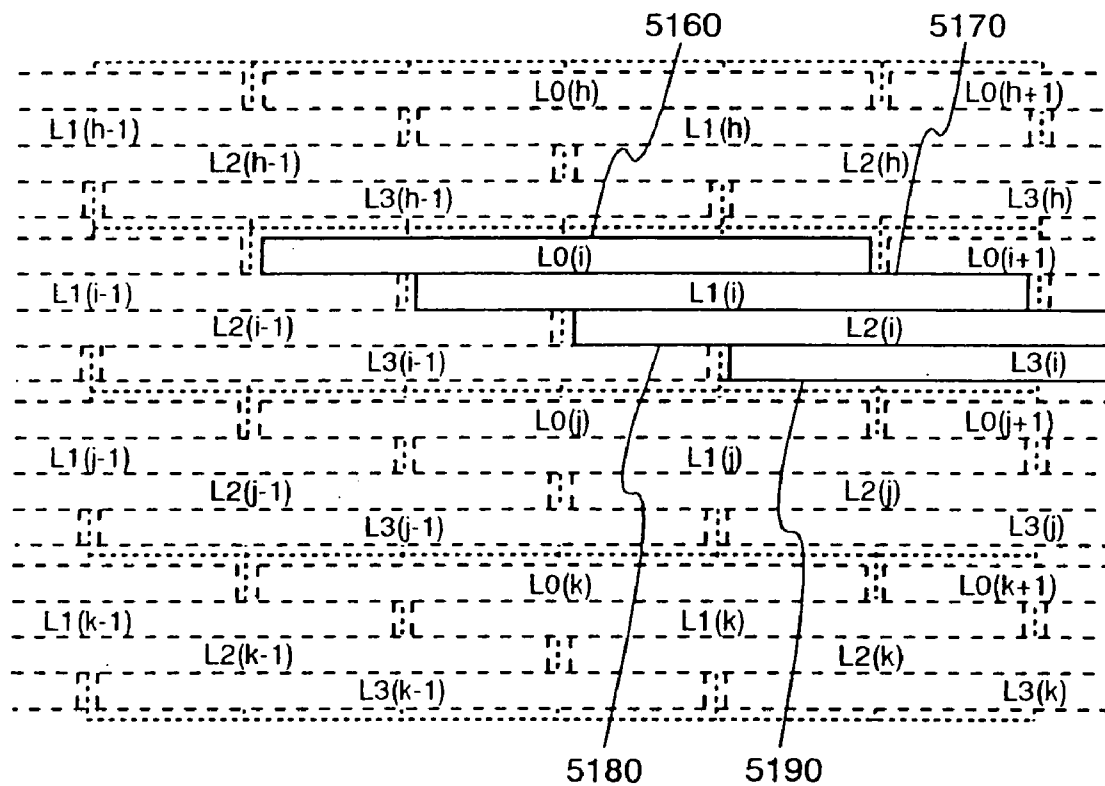 5160 5170
L0(h) L0(h+1)
L1(h-1) L1(h)
L2(h-1) L2(h)
L3(h-1) L3(h)
L0(i) L0(i+1)
L1(i-1) L1(i)
L2(i-1) L2(i)
L3(i-1) L3(i)
L0(j) L0(j+1)
L1(j-1) L1(j)
L2(j-1) L2(j)
L3(j-1) L3(j)
L0(k) L0(k+1)
L1(k-1) L1(k)
L2(k-1) L2(k)
L3(k-1) L3(k)
5180 5190